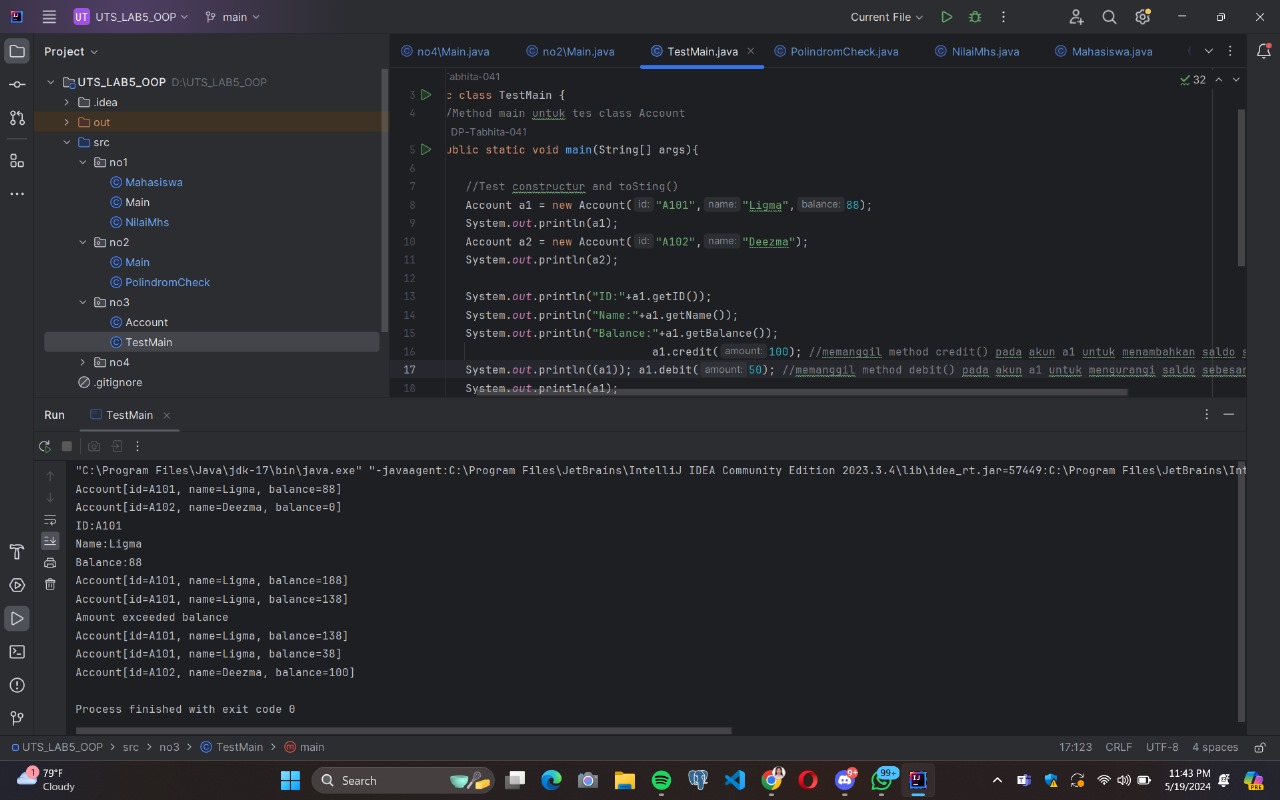 UT UTS_LAB5_OOP main Current File
Project
no4\Main.java no2\Main.java TestMain.java PolindromCheck.java NilaiMhs.java Mahasiswa.java
UTS_LAB5_OOP D:\UTS_LAB5_OOP
.idea
out
src
no1
Mahasiswa
Main
NilaiMhs
no2
Main
PolindromCheck
no3
Account
TestMain
no4
.gitignore
32
Tabhita-041
3 c class TestMain {
4 /Method main untuk tes class Account
DP-Tabhita-041
5 ublic static void main(String[] args){
6
7 //Test constructur and toSting()
8 Account a1 = new Account( id: "A101", name: "Ligma", balance: 88);
9 System.out.println(a1);
10 Account a2 = new Account( id: "A102", name: "Deezma");
11 System.out.println(a2);
12
13 System.out.println("ID:"+a1.getID());
14 System.out.println("Name:"+a1.getName());
15 System.out.println("Balance:"+a1.getBalance());
16 a1.credit( amount: 100); //memanggil method credit() pada akun a1 untuk menambahkan saldo s
17 System.out.println((a1)); a1.debit( amount: 50); //memanggil method debit() pada akun a1 untuk mengurangi saldo sebesar
18 System.out.println(a1);
Run TestMain
"C:\Program Files\Java\jdk-17\bin\java.exe" "-javaagent:C:\Program Files\JetBrains\IntelliJ IDEA Community Edition 2023.3.4\lib\idea_rt.jar=57449:C:\Program Files\JetBrains\Int
Account[id=A101, name=Ligma, balance=88]
Account[id=A102, name=Deezma, balance=0]
ID:A101
Name:Ligma
Balance:88
Account[id=A101, name=Ligma, balance=188]
Account[id=A101, name=Ligma, balance=138]
Amount exceeded balance
Account[id=A101, name=Ligma, balance=138]
Account[id=A101, name=Ligma, balance=38]
Account[id=A102, name=Deezma, balance=100]
Process finished with exit code 0
UTS_LAB5_OOP > src > no3 > TestMain > main 17:123 CRLF UTF-8 4 spaces
1 79°F Search 9+ 99+ 11:43 PM
Cloudy 5/19/2024 PRE